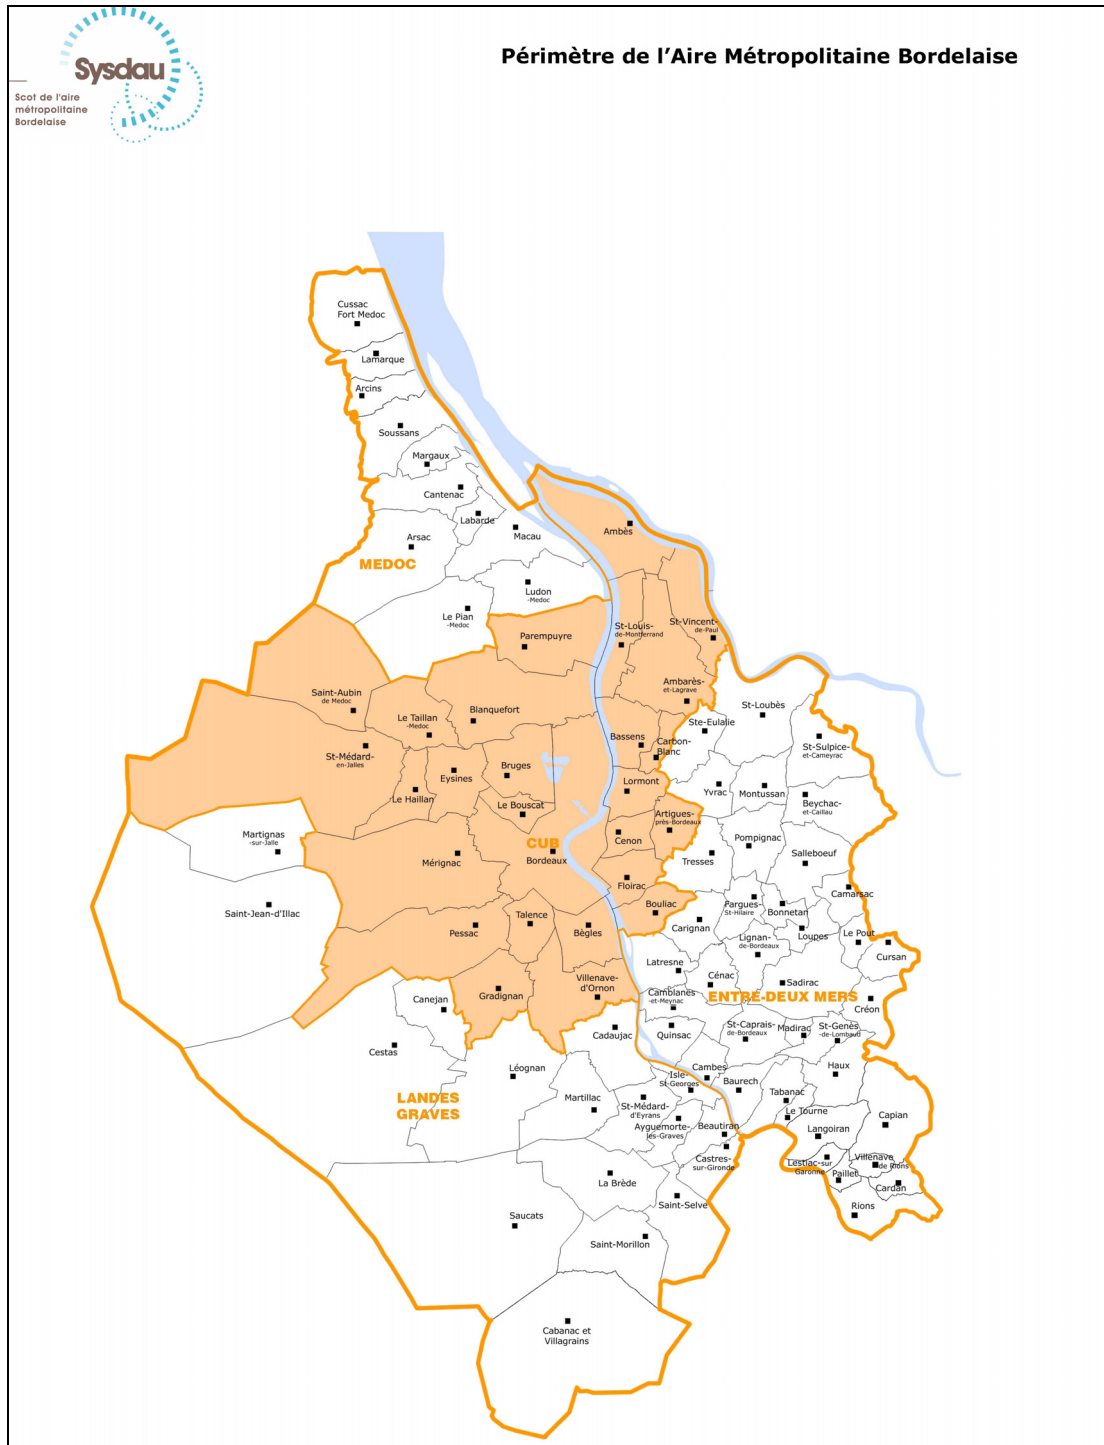 Sysdau
Scot de l'aire
métropolitaine
Bordelaise
Périmètre de l'Aire Métropolitaine Bordelaise
Cussac
Fort Medoc
Lamarque
Arcins
Soussans
Margaux
Cantenac
Labarde
Macau
Arsac
MEDOC
Ludon
-Medoc
Le Pian
-Medoc
Ambès
St-Louis-
de-Montferrand
St-Vincent-
de-Paul
Parempuyre
Ambarès-
et-Lagrave
Saint-Aubin
de Medoc
Le Taillan
-Medoc
Blanquefort
St-Médard-
en-Jalles
Eysines
Bruges
Le Haillan
Le Bouscat
Bassens
Carbon-
Blanc
Ste-Eulalie
St-Loubès
St-Sulpice-
et-Cameyrac
Lormont
Yvrac
Montussan
Beychac-
et-Caillau
Artigues-
près-Bordeaux
Martignas
-sur-Jalle
Mérignac
CUB
Bordeaux
Cenon
Tresses
Pompignac
Salleboeuf
Floirac
Camarsac
Saint-Jean-d'Illac
Pessac
Talence
Bègles
Bouliac
Carignan
Pargues-
St-Hilaire
Bonnetan
Loupes
Lignan-
de-Bordeaux
Le Pout
Cursan
Latresne
Cénac
Sadirac
Gradignan
Villenave-
d'Ornon
Camblanes
-et-Meynac
ENTRE-DEUX MERS
Créon
Canejan
Cadaujac
Quinsac
St-Caprais-
de-Bordeaux
Madirac
St-Genès
-de-Lombaud
Cestas
Léognan
Cambes
Isle-
St-Georges
Baurech
Haux
Tabanac
LANDES
GRAVES
Martillac
St-Médard-
d'Eyrans
Ayguemorte-
les-Graves
Beautiran
Le Tourne
Langoiran
Capian
Castres-
sur-Gironde
Lestiac-sur
Garonne
Villenave
de Rions
Paillet
Cardan
La Brède
Saint-Selve
Rions
Saucats
Saint-Morillon
Cabanac et
Villagrains